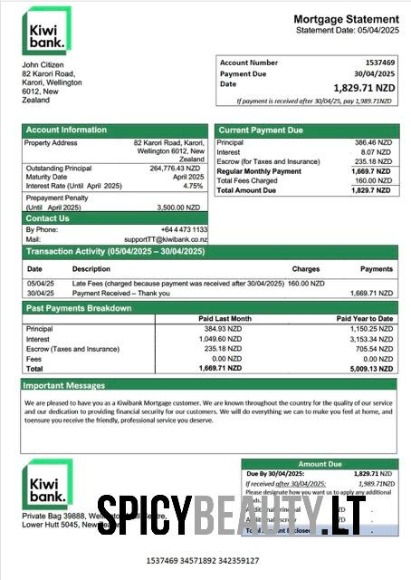 Kiwi
bank.
Mortgage Statement
Statement Date: 05/04/2025
John Citizen
82 Karori Road,
Karori, Wellington
6012, New
Zealand
Account Number 1537469
Payment Due 30/04/2025
Date 1,829.71 NZD
If payment is received after 30/04/25, pay 1,989.71NZD
Account Information
Property Address 82 Karori Road, Karori,
Wellington 6012, New
Zealand
Outstanding Principal 264,776.43 NZD
Maturity Date April 2025
Interest Rate (Until April 2025) 4.75%
Prepayment Penalty
(Until April 2025) 3,500.00 NZD
Current Payment Due
Principal 386.46 NZD
Interest 8.07 NZD
Escrow (for Taxes and Insurance) 235.18 NZD
Regular Monthly Payment 1,669.7 NZD
Total Fees Charged 160.00 NZD
Total Amount Due 1,829.7 NZD
Contact Us
By Phone: +64 4 473 1133
Mail: supportTT@kiwibank.co.nz
Transaction Activity (05/04/2025 – 30/04/2025)
Date Description Charges Payments
05/04/25 Late Fees (charged because payment was received after 30/04/2025) 160.00 NZD
30/04/25 Payment Received – Thank you 1,669.71 NZD
Past Payments Breakdown
Paid Last Month Paid Year to Date
Principal 384.93 NZD 1,150.25 NZD
Interest 1,049.60 NZD 3,153.34 NZD
Escrow (Taxes and Insurance) 235.18 NZD 705.54 NZD
Fees 0.00 NZD 0.00 NZD
Total 1,669.71 NZD 5,009.13 NZD
Important Messages
We are pleased to have you as a Kiwibank Mortgage customer. We are known throughout the country for the quality of our service
and our dedication to providing financial security for our customers. We will do everything we can to make you feel at home, and
toensure you receive the friendly, professional service you deserve.
Kiwi
bank.
Private Bag 39888, Wellington
Lower Hutt 5045, New
Amount Due
Due By 30/04/2025: 1,829.71 NZD
If received after 30/04/2025: 1,989.71NZD
Please designate how you want us to apply any additional
SPICYBEAUTY.LT
1537469 34571892 342359127